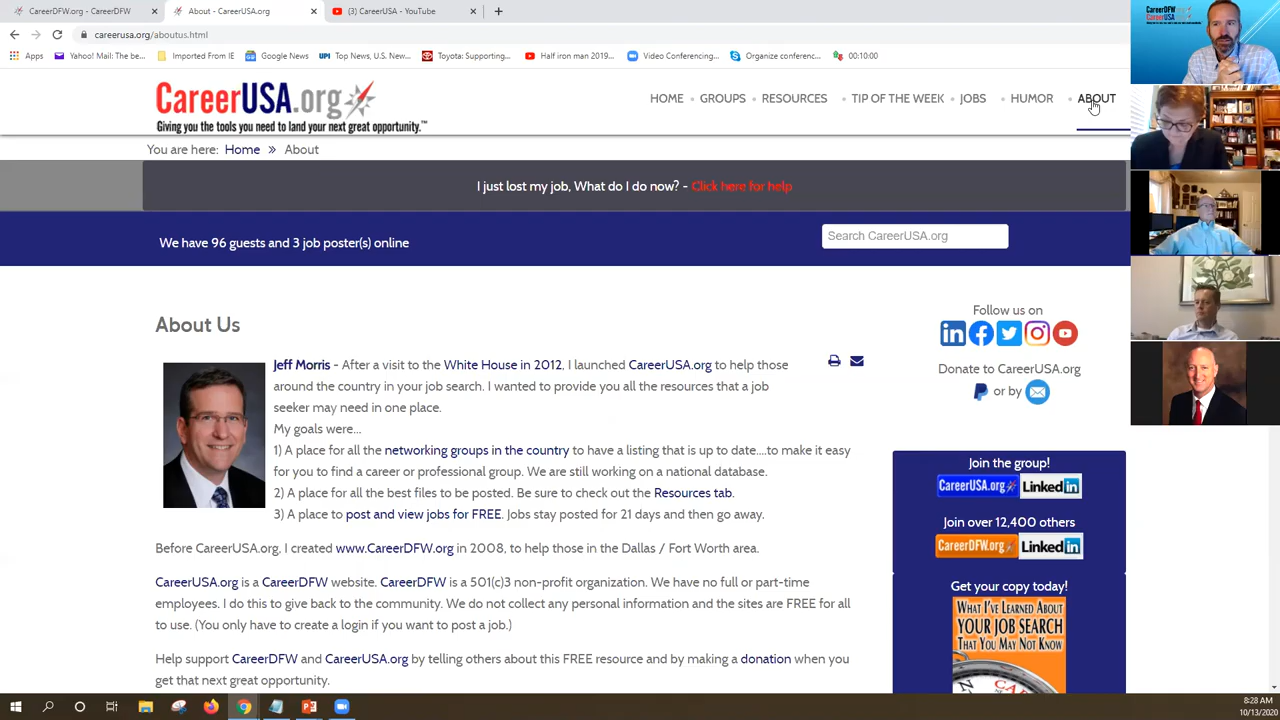 CareerDFW.org - CareerDFW
About - CareerUSA.org
(3) CareerUSA - YouTube
careerusa.org/aboutus.html
Apps Yahoo! Mail: The be... Imported From IE Google News UPI Top News, U.S. New... Toyota: Supporting... Half iron man 2019... Video Conferencing... Organize conferenc... 00:10:00
CareerUSA.org
Giving you the tools you need to land your next great opportunity.™
HOME GROUPS RESOURCES TIP OF THE WEEK JOBS HUMOR ABOUT
You are here: Home » About
I just lost my job, What do I do now? - Click here for help
We have 96 guests and 3 job poster(s) online
Search CareerUSA.org
About Us
Jeff Morris - After a visit to the White House in 2012, I launched CareerUSA.org to help those
around the country in your job search. I wanted to provide you all the resources that a job
seeker may need in one place.
My goals were...
1) A place for all the networking groups in the country to have a listing that is up to date....to make it easy
for you to find a career or professional group. We are still working on a national database.
2) A place for all the best files to be posted. Be sure to check out the Resources tab.
3) A place to post and view jobs for FREE. Jobs stay posted for 21 days and then go away.
Before CareerUSA.org, I created www.CareerDFW.org in 2008, to help those in the Dallas / Fort Worth area.
CareerUSA.org is a CareerDFW website. CareerDFW is a 501(c)3 non-profit organization. We have no full or part-time
employees. I do this to give back to the community. We do not collect any personal information and the sites are FREE for all
to use. (You only have to create a login if you want to post a job.)
Help support CareerDFW and CareerUSA.org by telling others about this FREE resource and by making a donation when you
get that next great opportunity.
Follow us on
Donate to CareerUSA.org
or by
Join the group!
CareerUSA.org LinkedIn
Join over 12,400 others
CareerDFW.org LinkedIn
Get your copy today!
WHAT I'VE LEARNED ABOUT
YOUR JOB SEARCH
THAT YOU MAY NOT KNOW
CareerDFW
CareerUSA
8:28 AM
10/13/2020